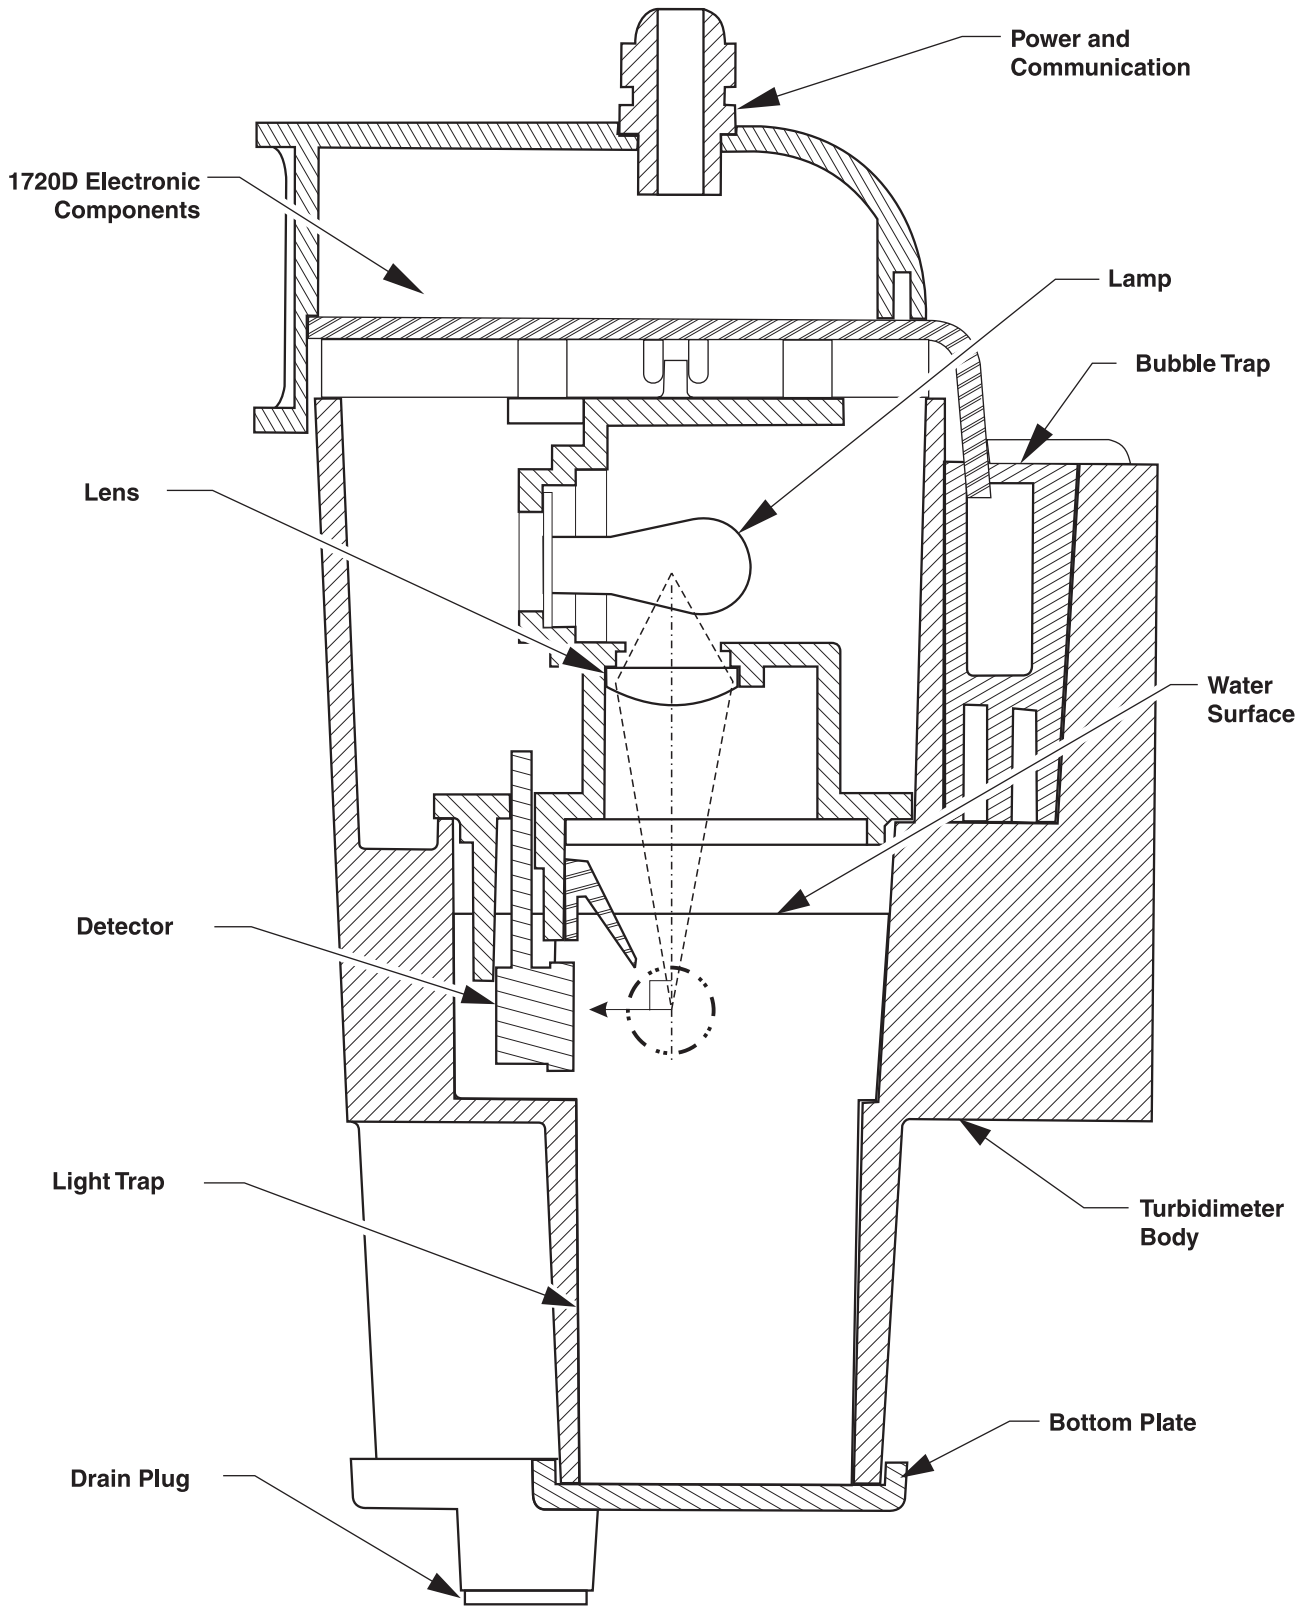 Power and
Communication
1720D Electronic
Components
Lamp
Bubble Trap
Lens
Water
Surface
Detector
Light Trap
Turbidimeter
Body
Bottom Plate
Drain Plug